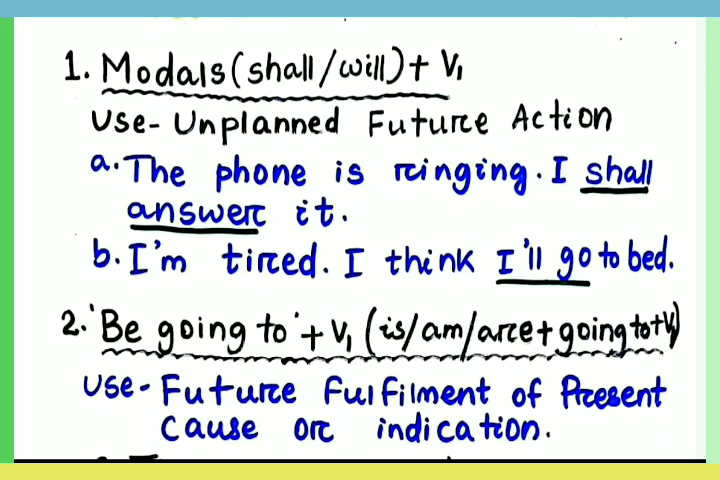 1. Modals (shall/will) + V₁
Use- Unplanned Future Action
a. The phone is ringing. I shall
answer it.
b. I'm tired. I think I'll go to bed.
2. 'Be going to' + V₁ (is/am/are + going to + V₁)
Use- Future Fulfilment of Present
Cause or indication.